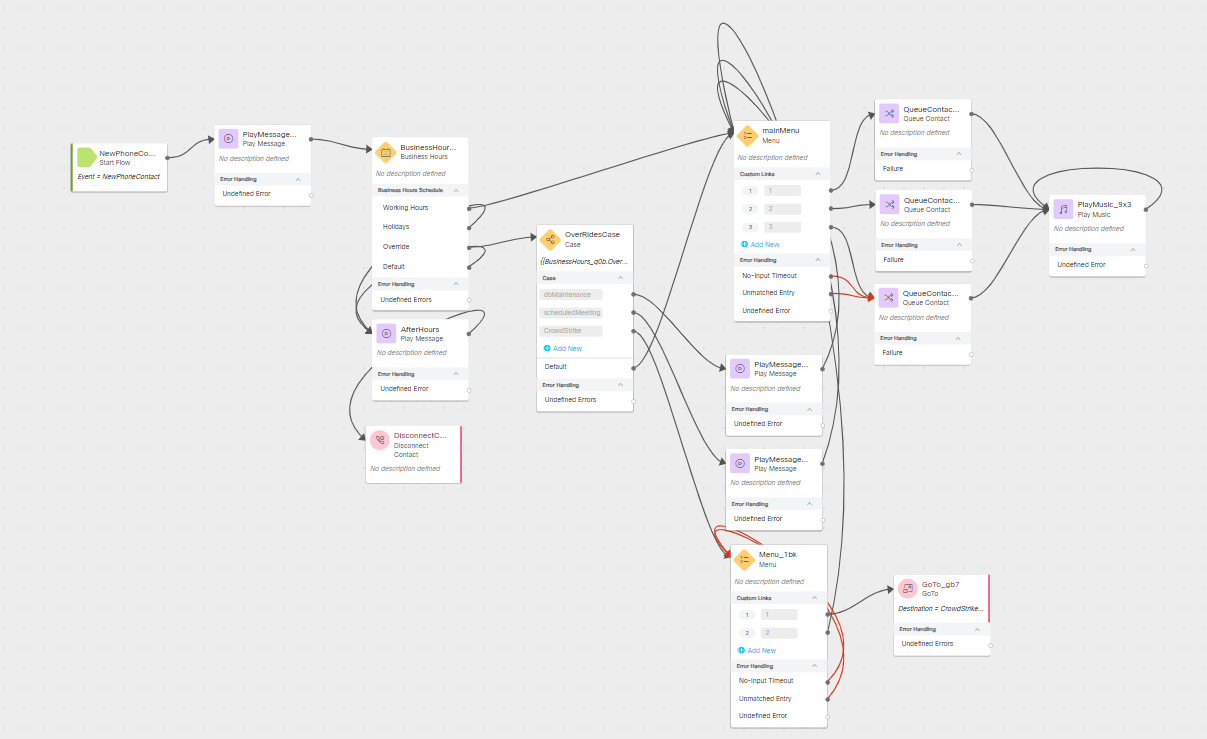 NewPhoneCo...
Start Flow
Event = NewPhoneContact
PlayMessage...
Play Message
No description defined
Error Handling
Undefined Error
BusinessHour...
Business Hours
No description defined
Business Hours Schedule
Working Hours
Holidays
Override
Default
Error Handling
Undefined Errors
AfterHours
Play Message
No description defined
Error Handling
Undefined Error
DisconnectC...
Disconnect
Contact
No description defined
OverRidesCase
Case
{{BusinessHours_q0b.Over...
Case
dbMaintenance
scheduledMeeting
CrowdStrike
Add New
Default
Error Handling
Undefined Errors
mainMenu
Menu
No description defined
Custom Links
1 1
2 2
3 3
Add New
Error Handling
No-Input Timeout
Unmatched Entry
Undefined Error
PlayMessage...
Play Message
No description defined
Error Handling
Undefined Error
PlayMessage...
Play Message
No description defined
Error Handling
Undefined Error
Menu_1bk
Menu
No description defined
Custom Links
1 1
2 2
Add New
Error Handling
No-Input Timeout
Unmatched Entry
Undefined Error
QueueContac...
Queue Contact
No description defined
Error Handling
Failure
QueueContac...
Queue Contact
No description defined
Error Handling
Failure
QueueContac...
Queue Contact
No description defined
Error Handling
Failure
GoTo_gb7
GoTo
Destination = CrowdStrike...
Error Handling
Undefined Errors
PlayMusic_9x3
Play Music
No description defined
Error Handling
Undefined Error